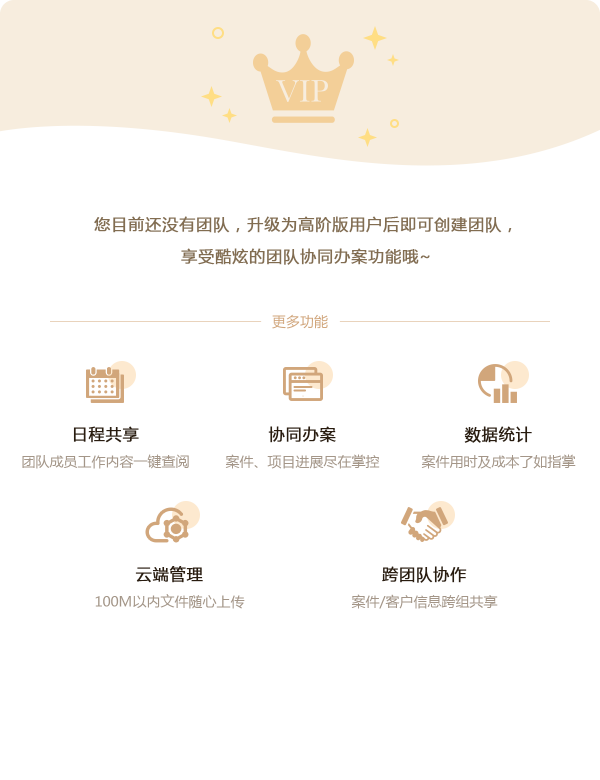 VIP
您目前还没有团队，升级为高阶版用户后即可创建团队，
享受酷炫的团队协同办案功能哦~
更多功能
日程共享 协同办案 数据统计
团队成员工作内容一键查阅 案件、项目进展尽在掌控 案件用时及成本了如指掌
云端管理 跨团队协作
100M以内文件随心上传 案件/客户信息跨组共享